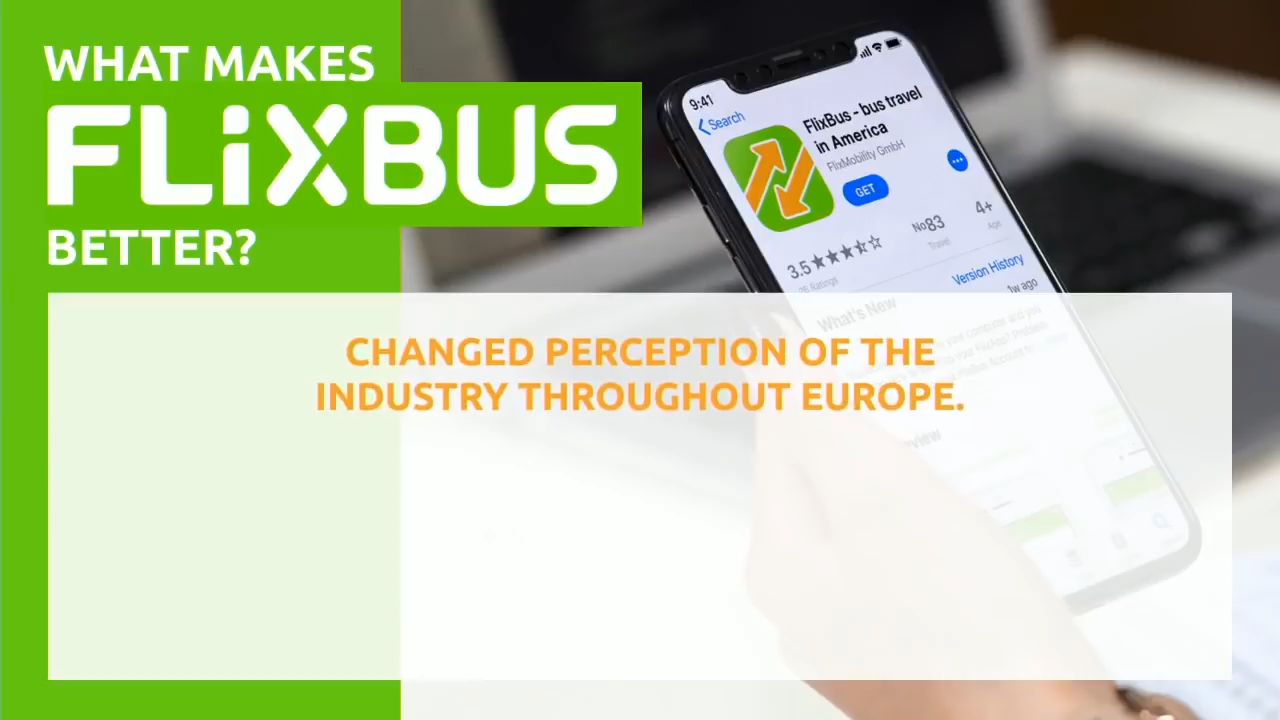 WHAT MAKES
FLiXBUS
BETTER?
9:41
Search
FlixBus - bus travel
in America
FlixMobility GmbH
GET
3.5
No83
4+
Ratings
Travel
Age
Version History
What's New
1w ago
CHANGED PERCEPTION OF THE
INDUSTRY THROUGHOUT EUROPE.